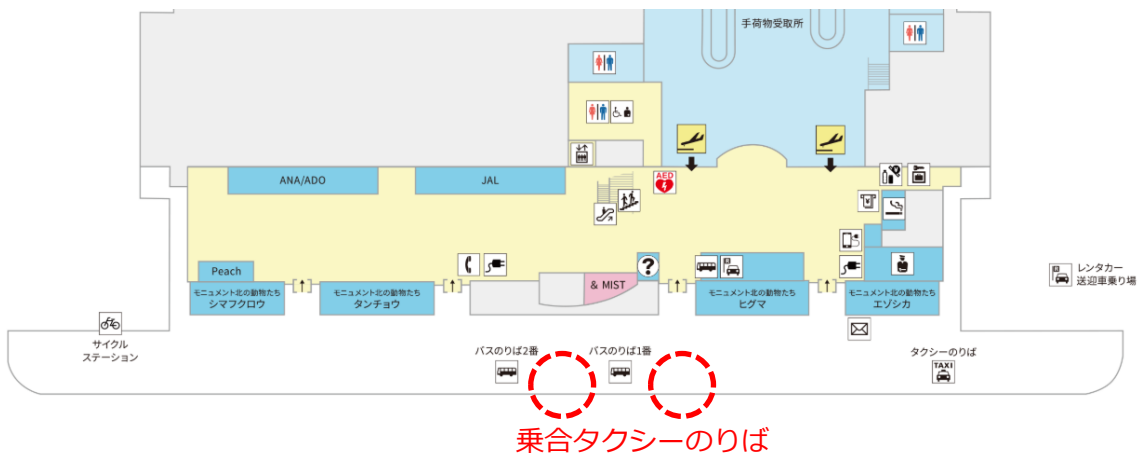 手荷物受取所
ANA/ADO
JAL
AED
Peach
& MIST
?
モニュメント北の動物たち
シマフクロウ
モニュメント北の動物たち
タンチョウ
モニュメント北の動物たち
ヒグマ
モニュメント北の動物たち
エゾシカ
レンタカー
送迎車乗り場
サイクル
ステーション
バスのりば2番
バスのりば1番
タクシーのりば
TAXI
乗合タクシーのりば